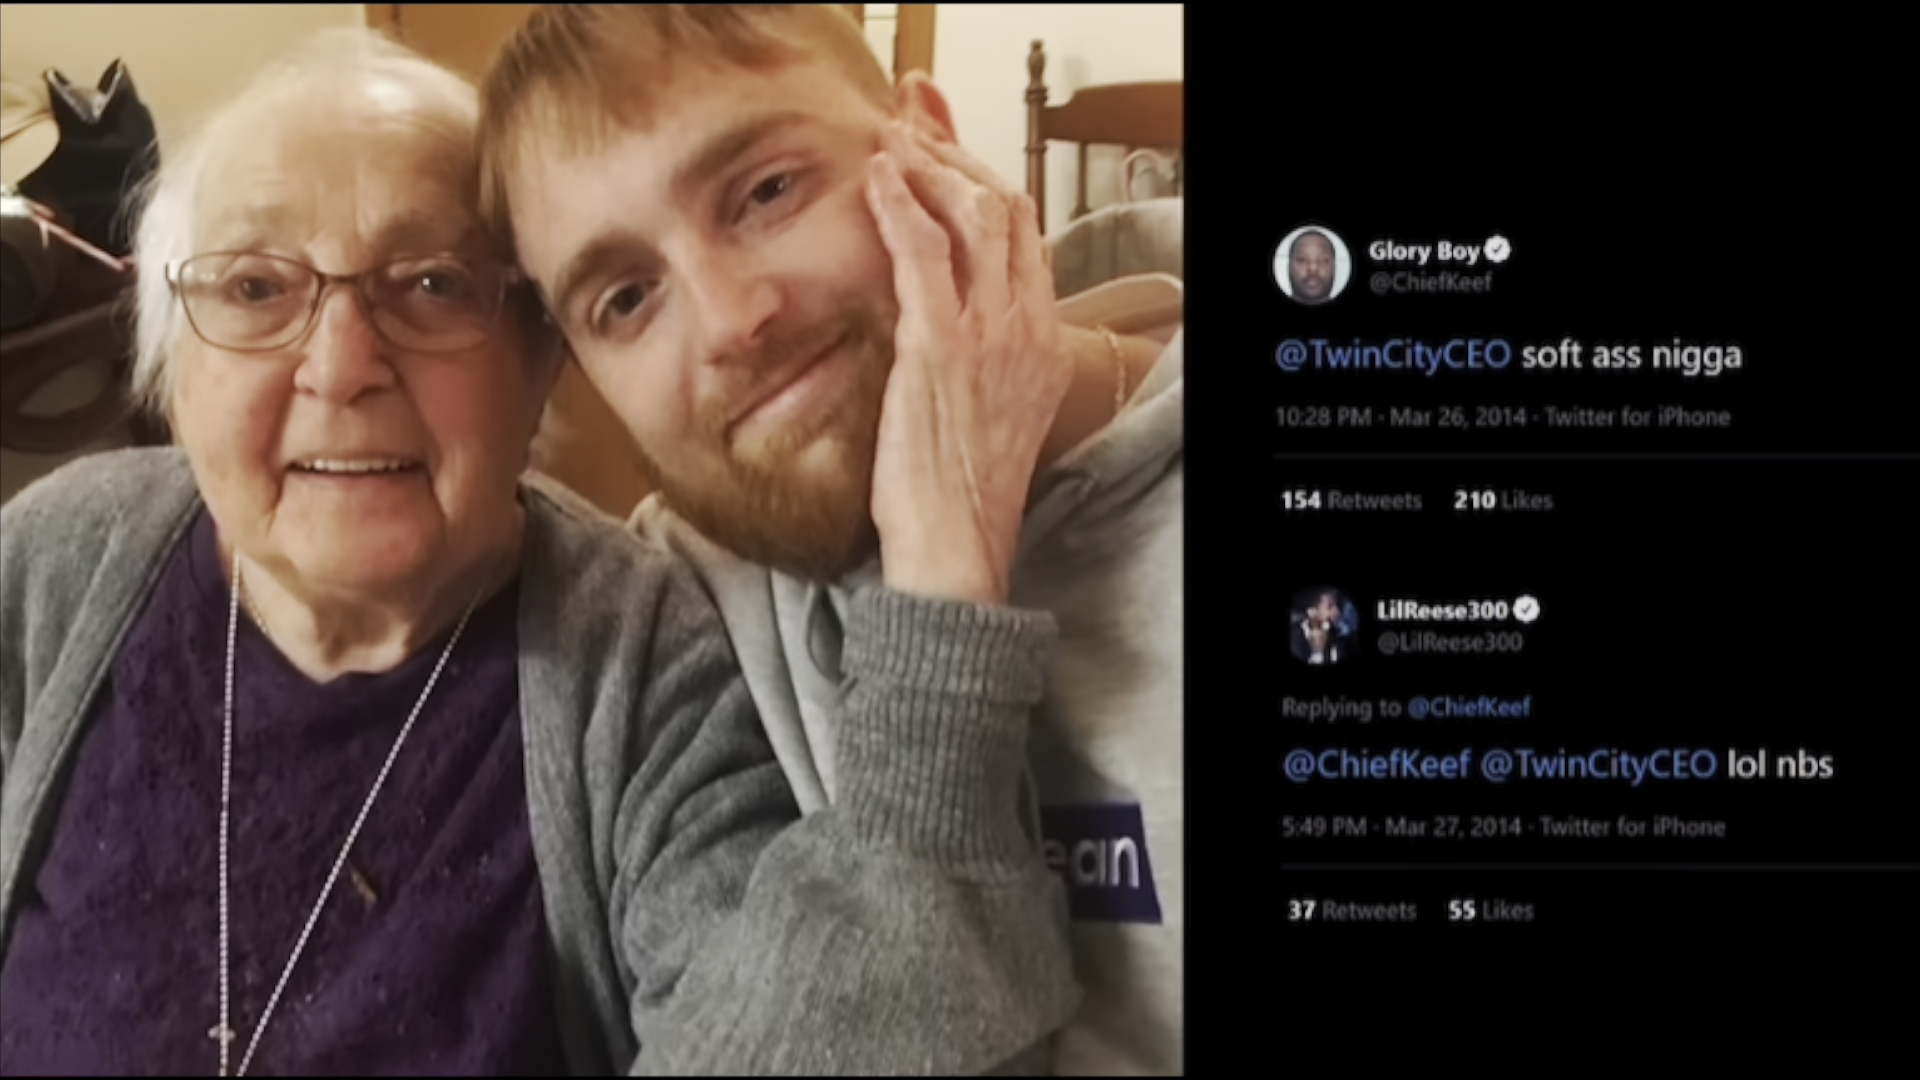 Glory Boy
@ChiefKeef
@TwinCityCEO soft ass nigga
10:28 PM · Mar 26, 2014 · Twitter for iPhone
154 Retweets 210 Likes
LilReese300
@LilReese300
Replying to @ChiefKeef
@ChiefKeef @TwinCityCEO lol nbs
5:49 PM · Mar 27, 2014 · Twitter for iPhone
37 Retweets 55 Likes
ean